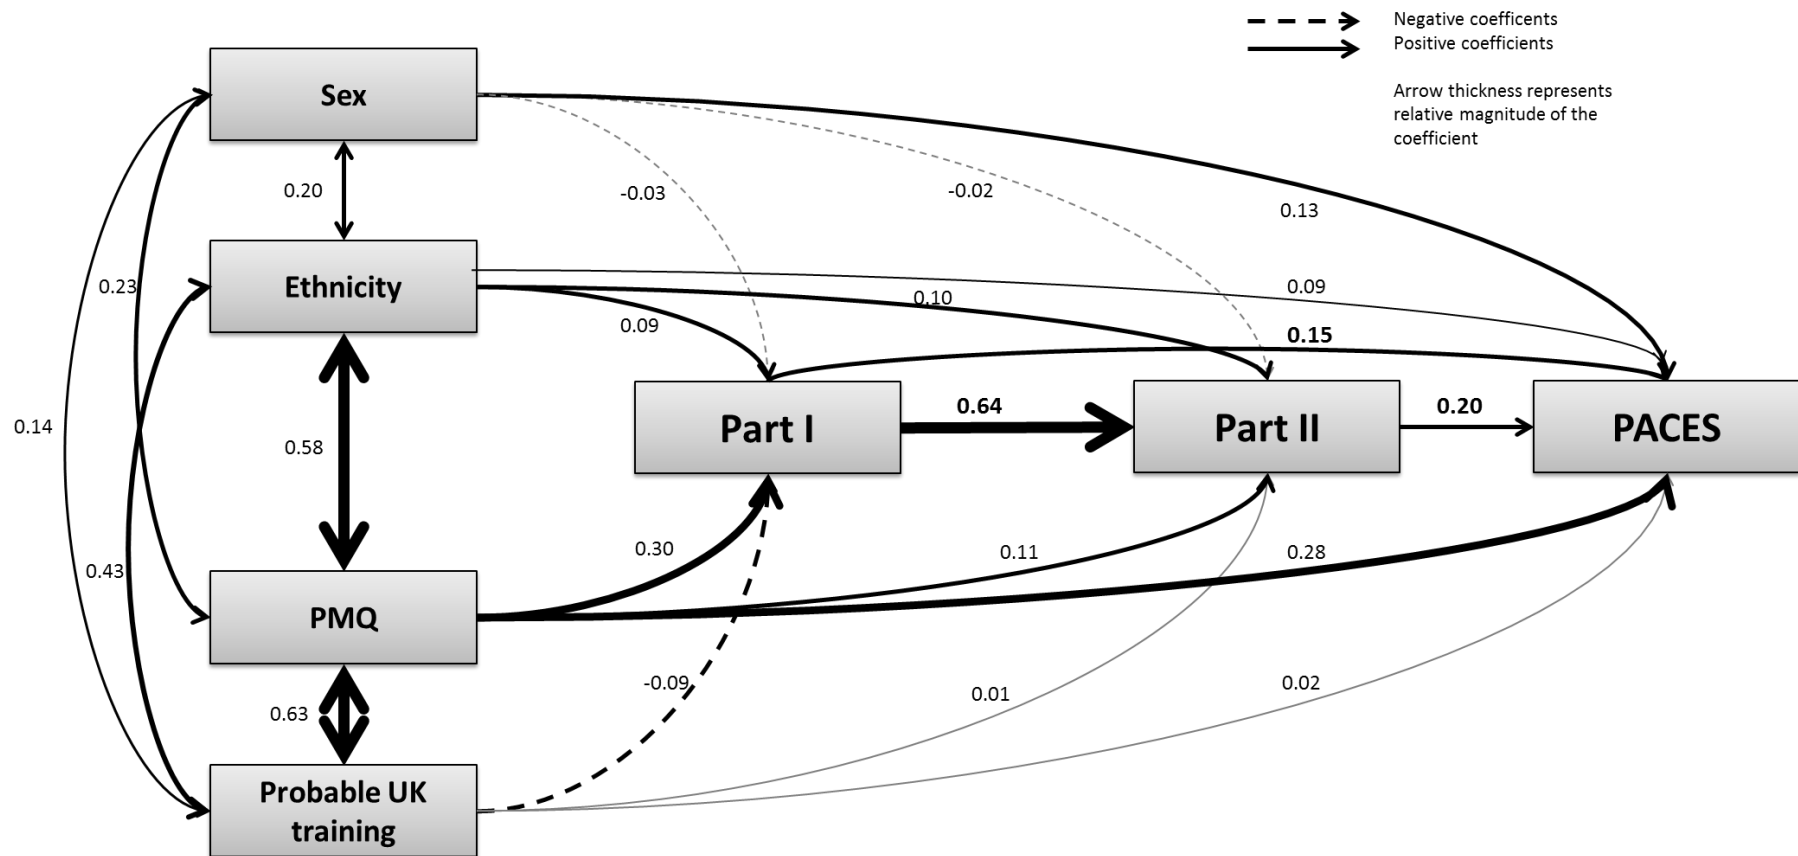 Negative coefficents
Positive coefficients
Arrow thickness represents
relative magnitude of the
coefficient
Sex
0.20
-0.03
-0.02
0.13
Ethnicity
0.23
0.09
0.10
0.09
0.15
0.14
0.58
Part I
0.64
Part II
0.20
PACES
0.43
PMQ
0.30
0.11
0.28
0.63
-0.09
0.01
0.02
Probable UK
training